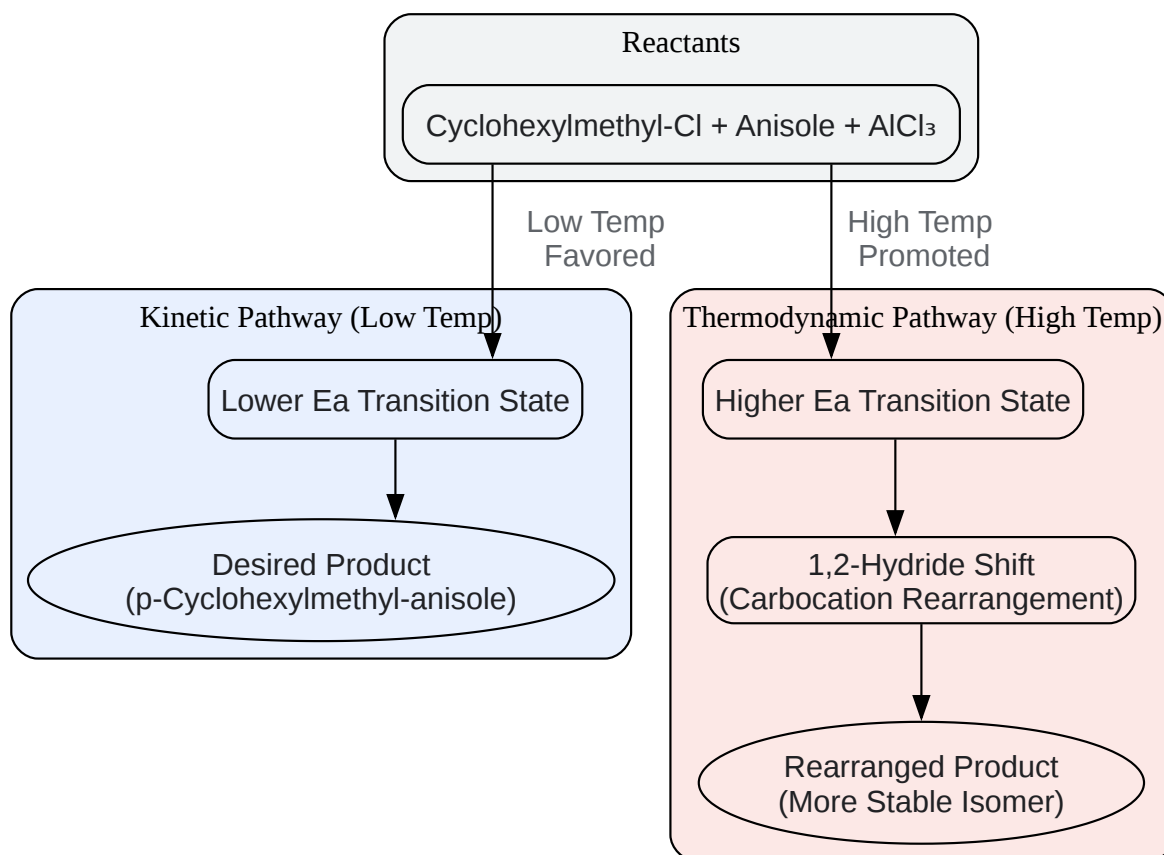 Reactants
Cyclohexylmethyl-Cl + Anisole + AlCl₃
Low Temp
Favored
High Temp
Promoted
Kinetic Pathway (Low Temp)
Lower Ea Transition State
Desired Product
(p-Cyclohexylmethyl-anisole)
Thermodynamic Pathway (High Temp)
Higher Ea Transition State
1,2-Hydride Shift
(Carbocation Rearrangement)
Rearranged Product
(More Stable Isomer)